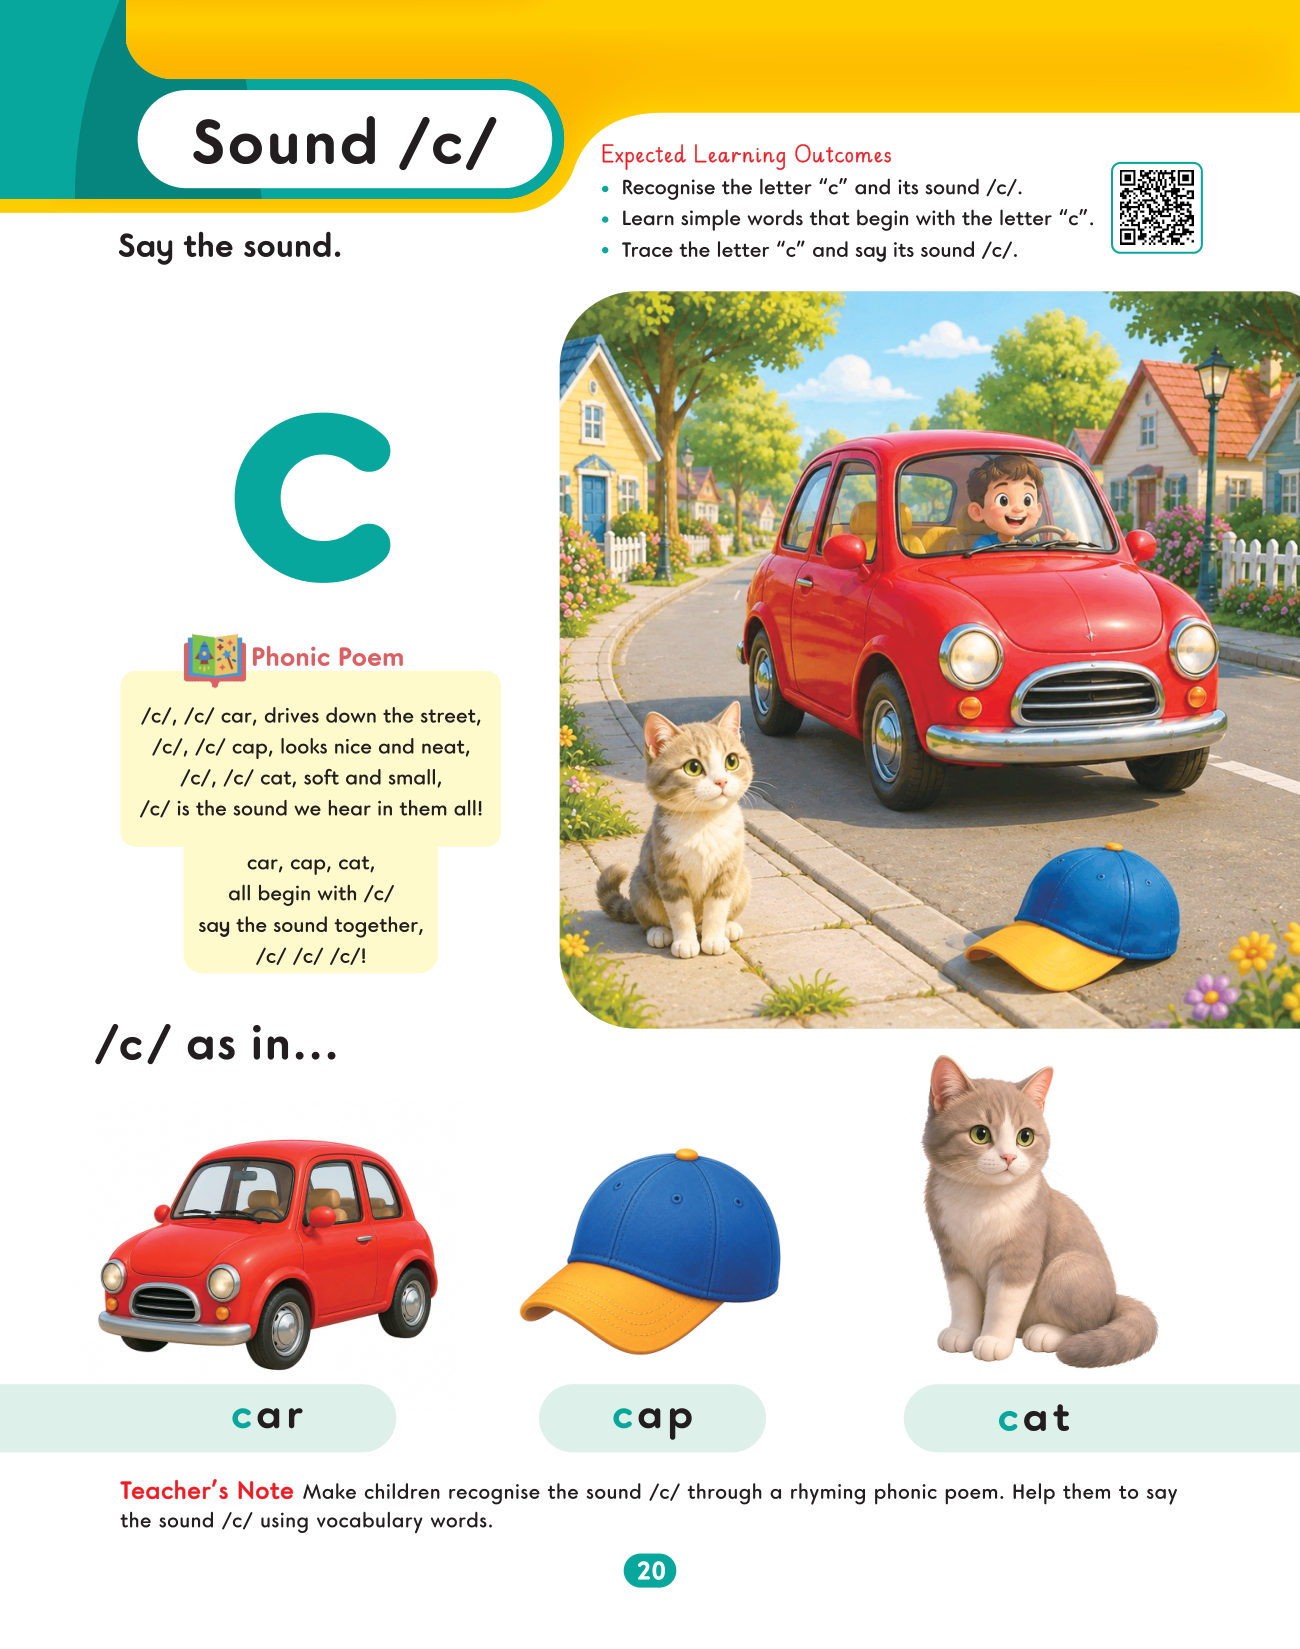 Sound /c/
Expected Learning Outcomes
• Recognise the letter “c” and its sound /c/.
• Learn simple words that begin with the letter “c”.
• Trace the letter “c” and say its sound /c/.
Say the sound.
c
Phonic Poem
/c/, /c/ car, drives down the street,
/c/, /c/ cap, looks nice and neat,
/c/, /c/ cat, soft and small,
/c/ is the sound we hear in them all!
car, cap, cat,
all begin with /c/
say the sound together,
/c/ /c/ /c/!
/c/ as in...
car
cap
cat
Teacher’s Note Make children recognise the sound /c/ through a rhyming phonic poem. Help them to say
the sound /c/ using vocabulary words.
20